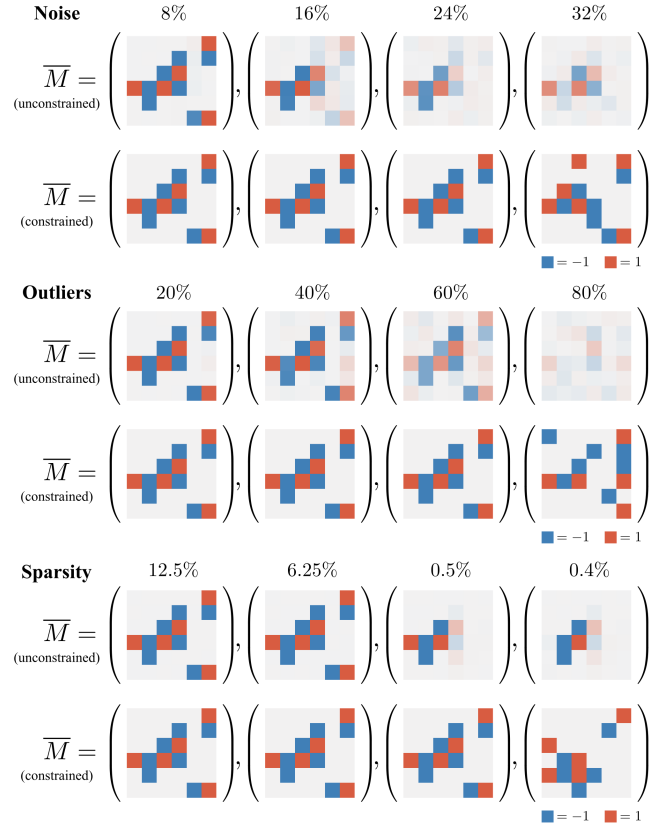 Noise 8% 16% 24% 32%
M̅ = ( ), ( ), ( ), ( )
(unconstrained)
M̅ = ( ), ( ), ( ), ( )
(constrained)
= −1 = 1
Outliers 20% 40% 60% 80%
M̅ = ( ), ( ), ( ), ( )
(unconstrained)
M̅ = ( ), ( ), ( ), ( )
(constrained)
= −1 = 1
Sparsity 12.5% 6.25% 0.5% 0.4%
M̅ = ( ), ( ), ( ), ( )
(unconstrained)
M̅ = ( ), ( ), ( ), ( )
(constrained)
= −1 = 1